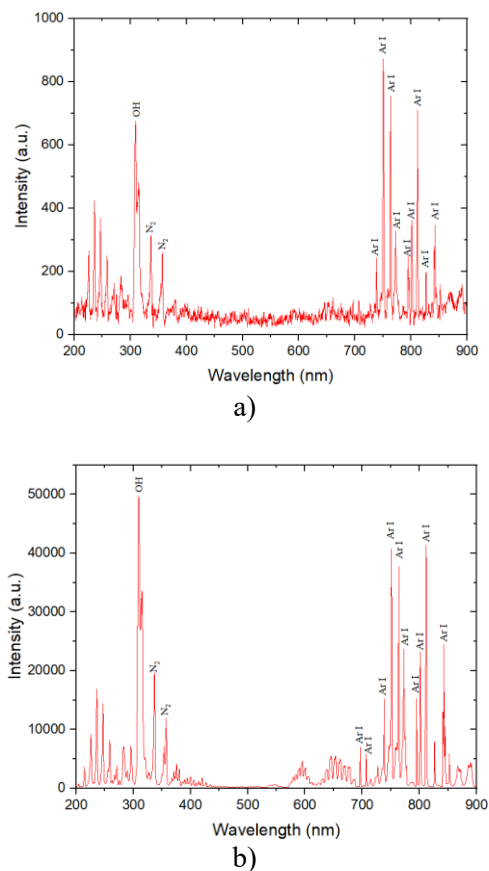 1000
800
600
400
200
0
Intensity (a.u.)
OH
N₂
N₂
Ar I
Ar I
Ar I
Ar I
Ar I
Ar I
Ar I
Ar I
Ar I
200 300 400 500 600 700 800 900
Wavelength (nm)
a)
50000
40000
30000
20000
10000
0
Intensity (a.u.)
OH
N₂
N₂
Ar I
Ar I
Ar I
Ar I
Ar I
Ar I
Ar I
Ar I
Ar I
Ar I
200 300 400 500 600 700 800 900
Wavelength (nm)
b)